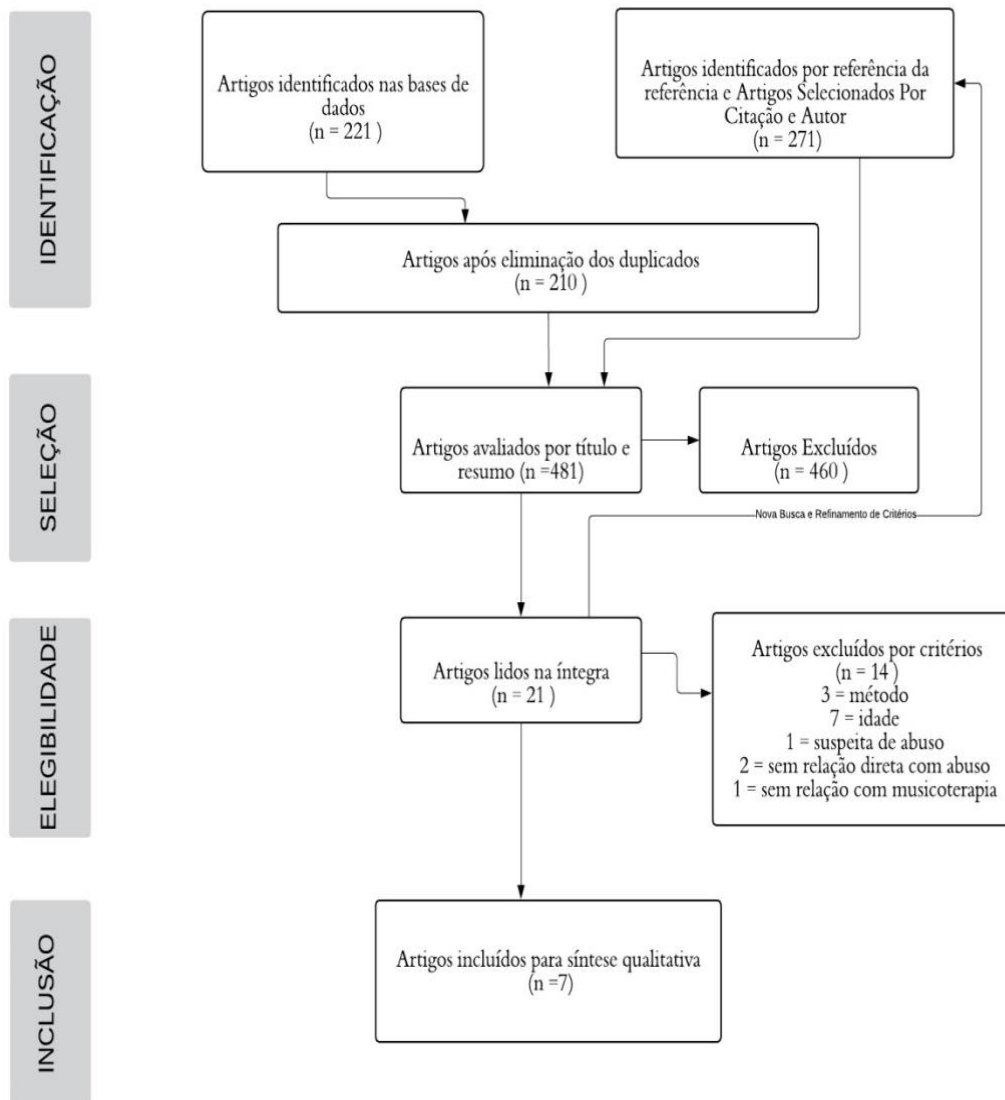 IDENTIFICAÇÃO
Artigos identificados nas bases de
dados
(n = 221 )
Artigos identificados por referência da
referência e Artigos Selecionados Por
Citação e Autor
(n = 271)
Artigos após eliminação dos duplicados
(n = 210 )
SELEÇÃO
Artigos avaliados por título e
resumo (n =481)
Artigos Excluídos
(n = 460 )
Nova Busca e Refinamento de Critérios
ELEGIBILIDADE
Artigos lidos na íntegra
(n = 21 )
Artigos excluídos por critérios
(n = 14 )
3 = método
7 = idade
1 = suspeita de abuso
2 = sem relação direta com abuso
1 = sem relação com musicoterapia
INCLUSÃO
Artigos incluídos para síntese qualitativa
(n =7)